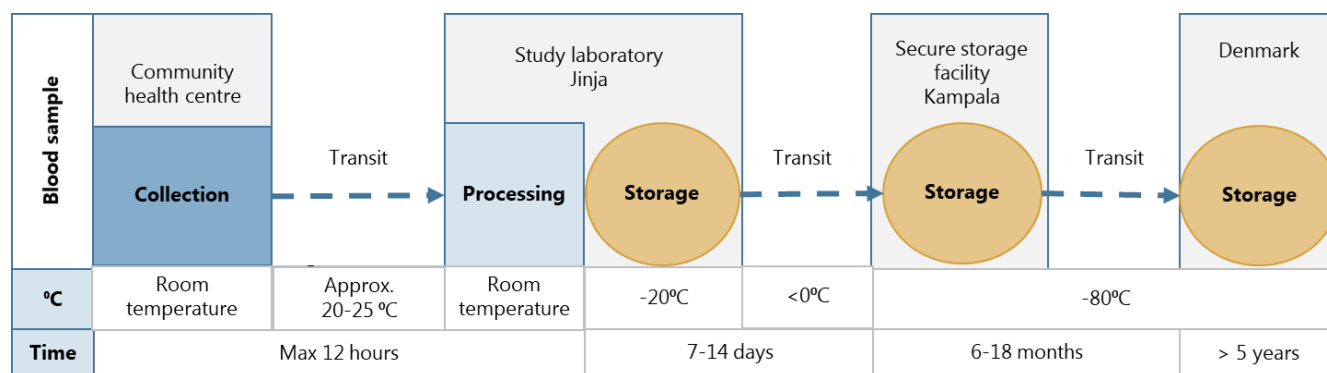 Blood sample
Community
health centre
Study laboratory
Jinja
Secure storage
facility
Kampala
Denmark
Collection
Transit
Processing
Storage
Transit
Storage
Transit
Storage
ºC
Room
temperature
Approx.
20-25 ºC
Room
temperature
-20ºC
<0ºC
-80ºC
Time
Max 12 hours
7-14 days
6-18 months
> 5 years